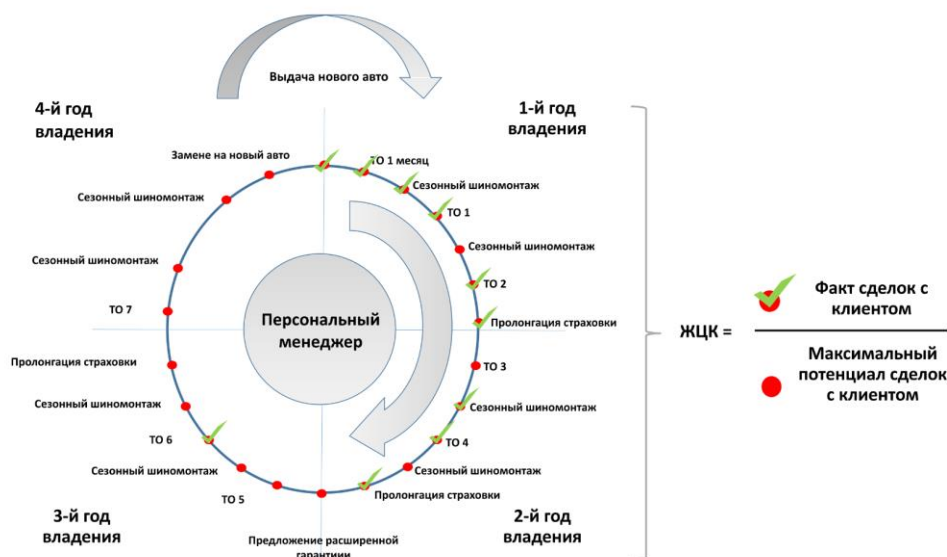 Выдача нового авто
4-й год
владения
1-й год
владения
Замене на новый авто
ТО 1 месяц
Сезонный шиномонтаж
Сезонный шиномонтаж
ТО 1
Сезонный шиномонтаж
Сезонный шиномонтаж
ТО 2
ТО 7
Пролонгация страховки
Персональный
менеджер
ЖЦК =
Факт сделок с
клиентом
Максимальный
потенциал сделок
с клиентом
Пролонгация страховки
ТО 3
Сезонный шиномонтаж
Сезонный шиномонтаж
ТО 6
ТО 4
Сезонный шиномонтаж
Сезонный шиномонтаж
ТО 5
Пролонгация страховки
3-й год
владения
2-й год
владения
Предложение расширенной
гарантиии